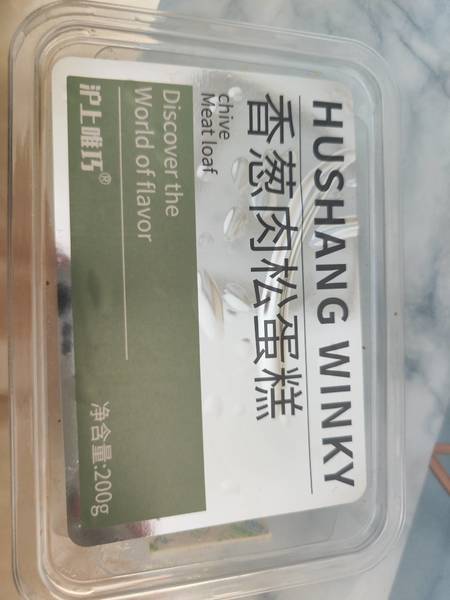 HUSHANG WINKY
香葱肉松蛋糕
chive
Meat loaf
Discover the
World of flavor
沪上唯巧®
净含量:200g